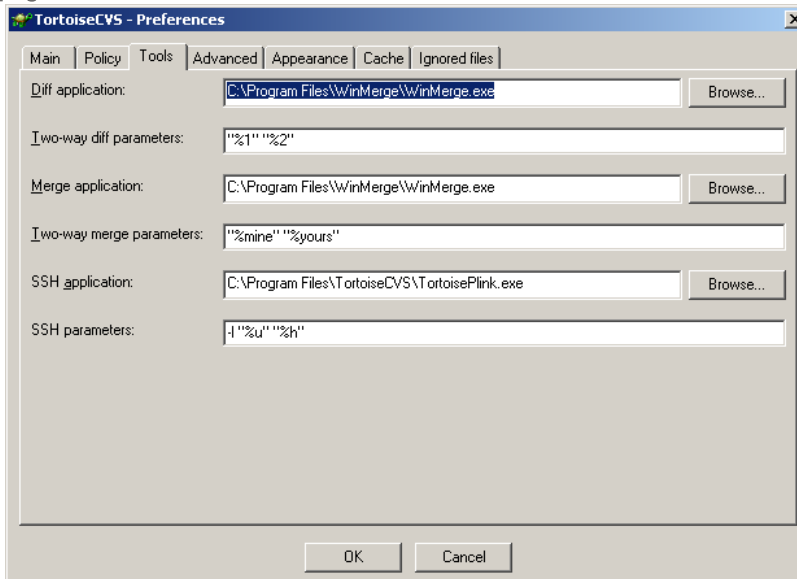 TortoiseCVS - Preferences
Main Policy Tools Advanced Appearance Cache Ignored files
Diff application: C:\Program Files\WinMerge\WinMerge.exe Browse...
Two-way diff parameters: "%1" "%2"
Merge application: C:\Program Files\WinMerge\WinMerge.exe Browse...
Two-way merge parameters: "%mine" "%yours"
SSH application: C:\Program Files\TortoiseCVS\TortoisePlink.exe Browse...
SSH parameters: -l "%u" "%h"
OK Cancel